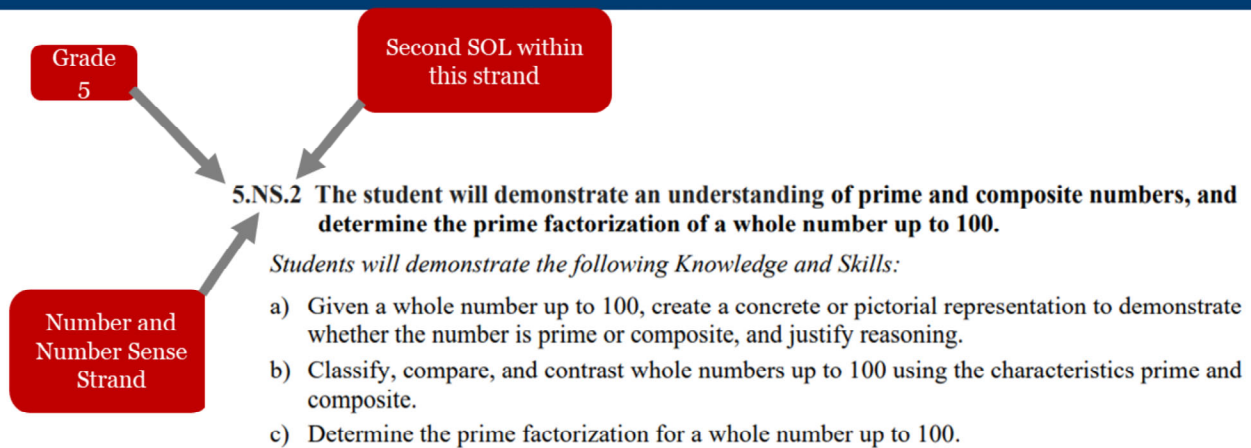 Grade
5
Second SOL within
this strand
5.NS.2 The student will demonstrate an understanding of prime and composite numbers, and
determine the prime factorization of a whole number up to 100.
Students will demonstrate the following Knowledge and Skills:
Number and
Number Sense
Strand
a) Given a whole number up to 100, create a concrete or pictorial representation to demonstrate
whether the number is prime or composite, and justify reasoning.
b) Classify, compare, and contrast whole numbers up to 100 using the characteristics prime and
composite.
c) Determine the prime factorization for a whole number up to 100.